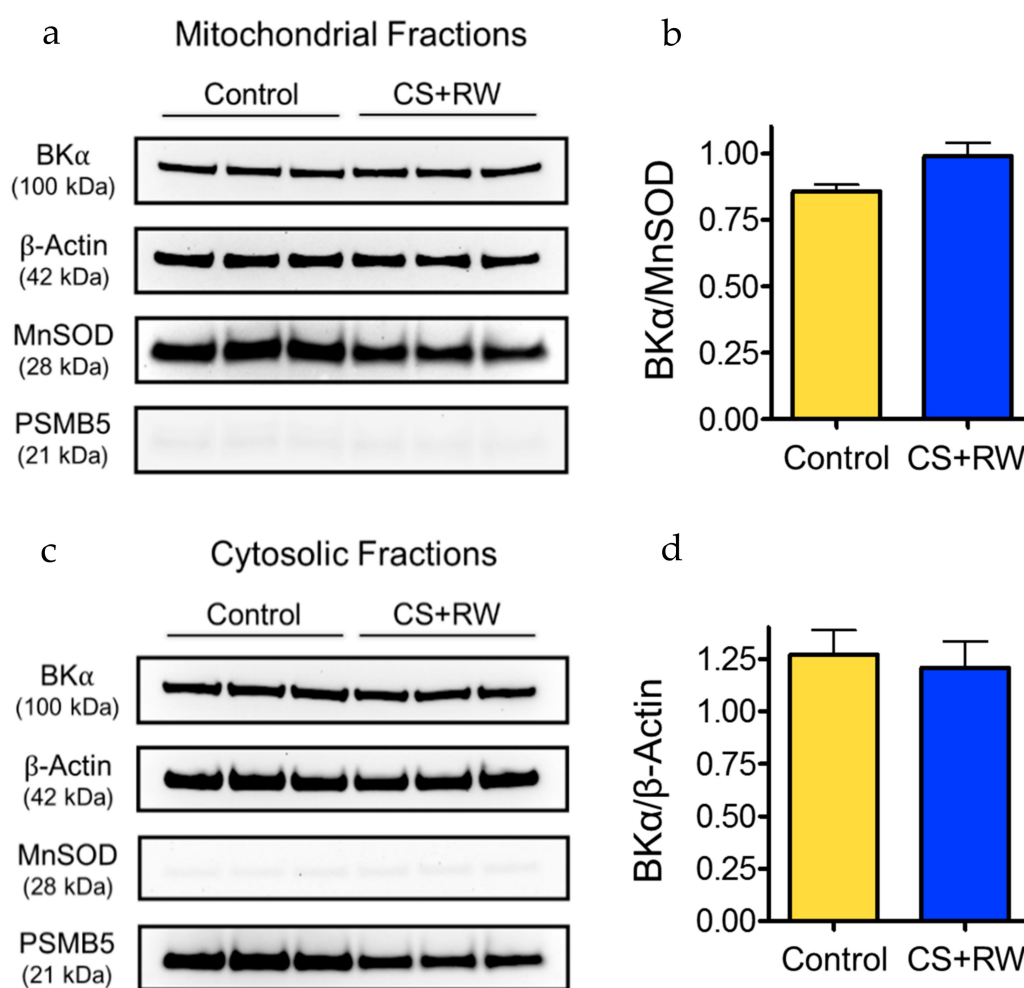 a
Mitochondrial Fractions
Control
CS+RW
BKα
(100 kDa)
β-Actin
(42 kDa)
MnSOD
(28 kDa)
PSMB5
(21 kDa)
b
BKα/MnSOD
1.00
0.75
0.50
0.25
0.00
Control
CS+RW
c
Cytosolic Fractions
Control
CS+RW
BKα
(100 kDa)
β-Actin
(42 kDa)
MnSOD
(28 kDa)
PSMB5
(21 kDa)
d
BKα/β-Actin
1.25
1.00
0.75
0.50
0.25
0.00
Control
CS+RW